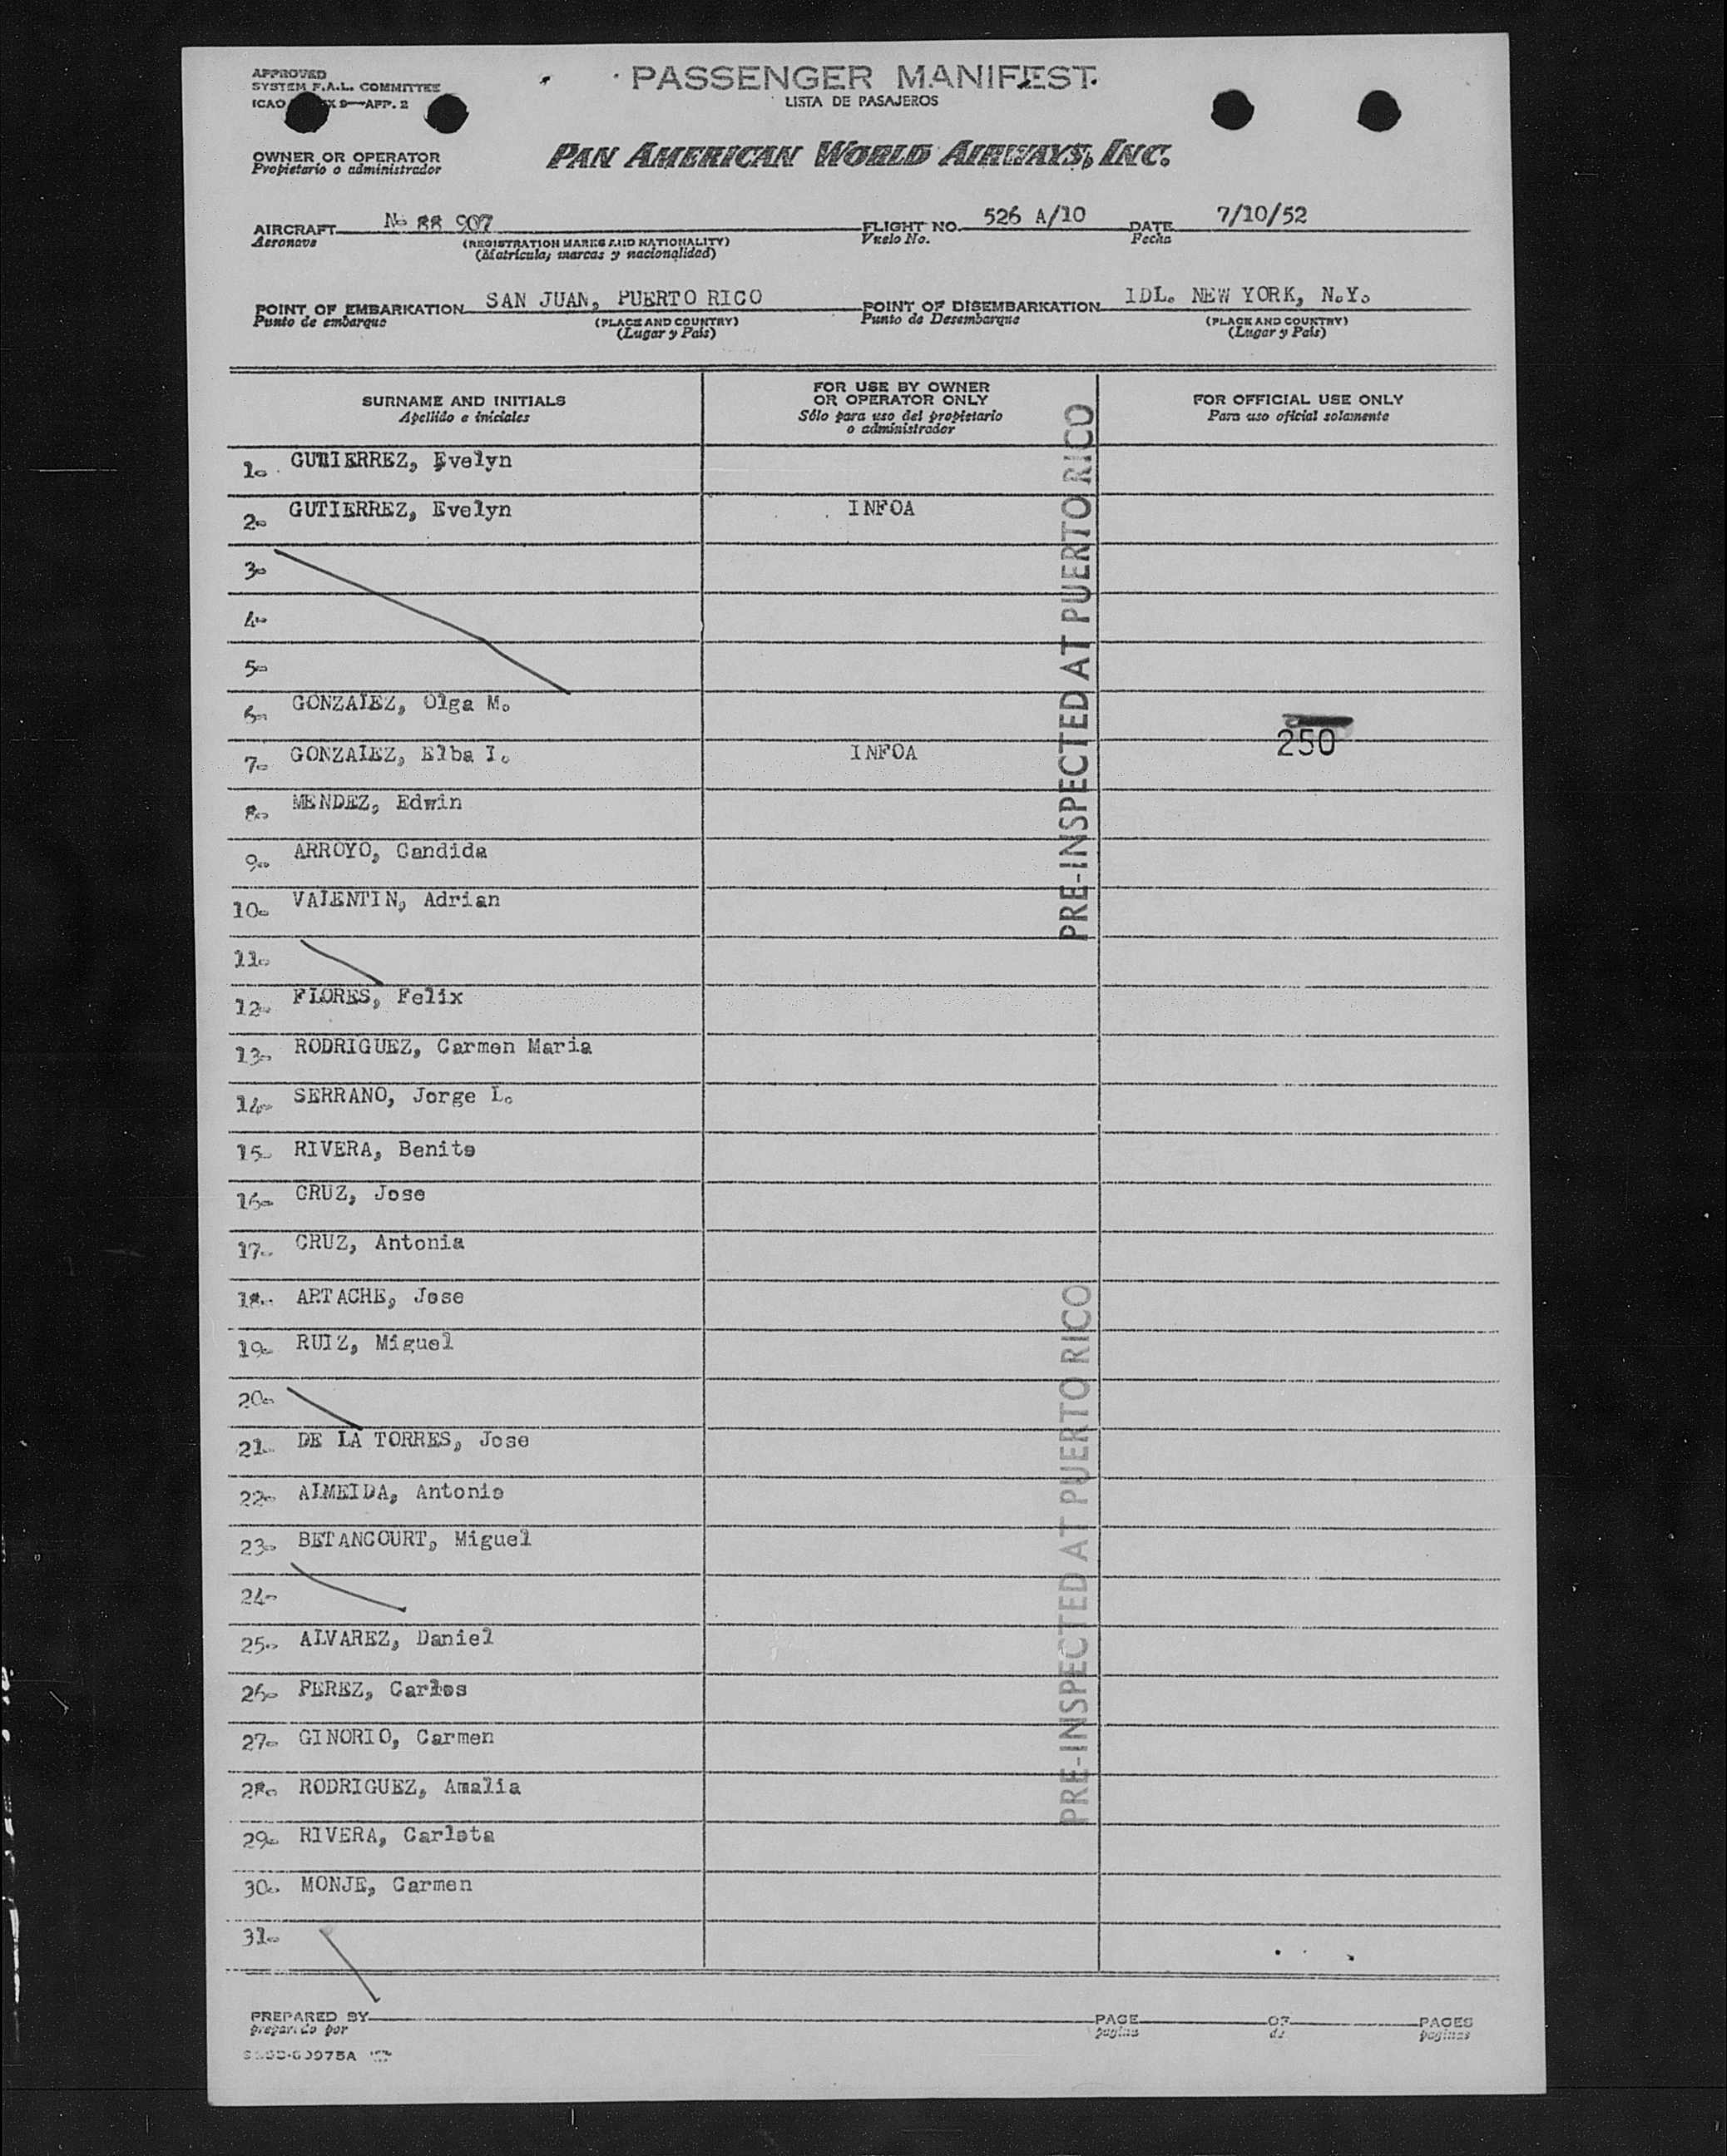 APPROVED
SYSTEM F.A.L. COMMITTEE
ICAO X 9—APP. 2
PASSENGER MANIFEST
LISTA DE PASAJEROS
OWNER OR OPERATOR
Propietario o administrador
PAN AMERICAN WORLD AIRWAYS, INC.
AIRCRAFT No 88 907 FLIGHT NO. 526 A/10 DATE 7/10/52
Aeronave (REGISTRATION MARKS AND NATIONALITY) Vuelo No. Fecha
(Matrícula, marcas y nacionalidad)
POINT OF EMBARKATION SAN JUAN, PUERTO RICO POINT OF DISEMBARKATION IDL. NEW YORK, N.Y.
Punto de embarque (PLACE AND COUNTRY) Punto de Desembarque (PLACE AND COUNTRY)
(Lugar y País) (Lugar y País)
SURNAME AND INITIALS
Apellido e iniciales
FOR USE BY OWNER
OR OPERATOR ONLY
Sólo para uso del propietario
o administrador
FOR OFFICIAL USE ONLY
Para uso oficial solamente
1- GUTIERREZ, Evelyn
2- GUTIERREZ, Evelyn INFOA
3-
4-
5-
6- GONZALEZ, Olga M.
7- GONZALEZ, Elba I. INFOA 250
8- MENDEZ, Edwin
9- ARROYO, Candida
10- VALENTIN, Adrian
11-
12- FLORES, Felix
13- RODRIGUEZ, Carmen Maria
14- SERRANO, Jorge L.
15- RIVERA, Benito
16- CRUZ, Jose
17- CRUZ, Antonia
18- ARTACHE, Jose
19- RUIZ, Miguel
20-
21- DE LA TORRES, Jose
22- ALMEIDA, Antonio
23- BETANCOURT, Miguel
24-
25- ALVAREZ, Daniel
26- PEREZ, Carlos
27- GINORIO, Carmen
28- RODRIGUEZ, Amalia
29- RIVERA, Carlota
30- MONJE, Carmen
31-
PRE-INSPECTED AT PUERTO RICO
PRE-INSPECTED AT PUERTO RICO
PREPARED BY PAGE OF PAGES
preparado por pagina de paginas